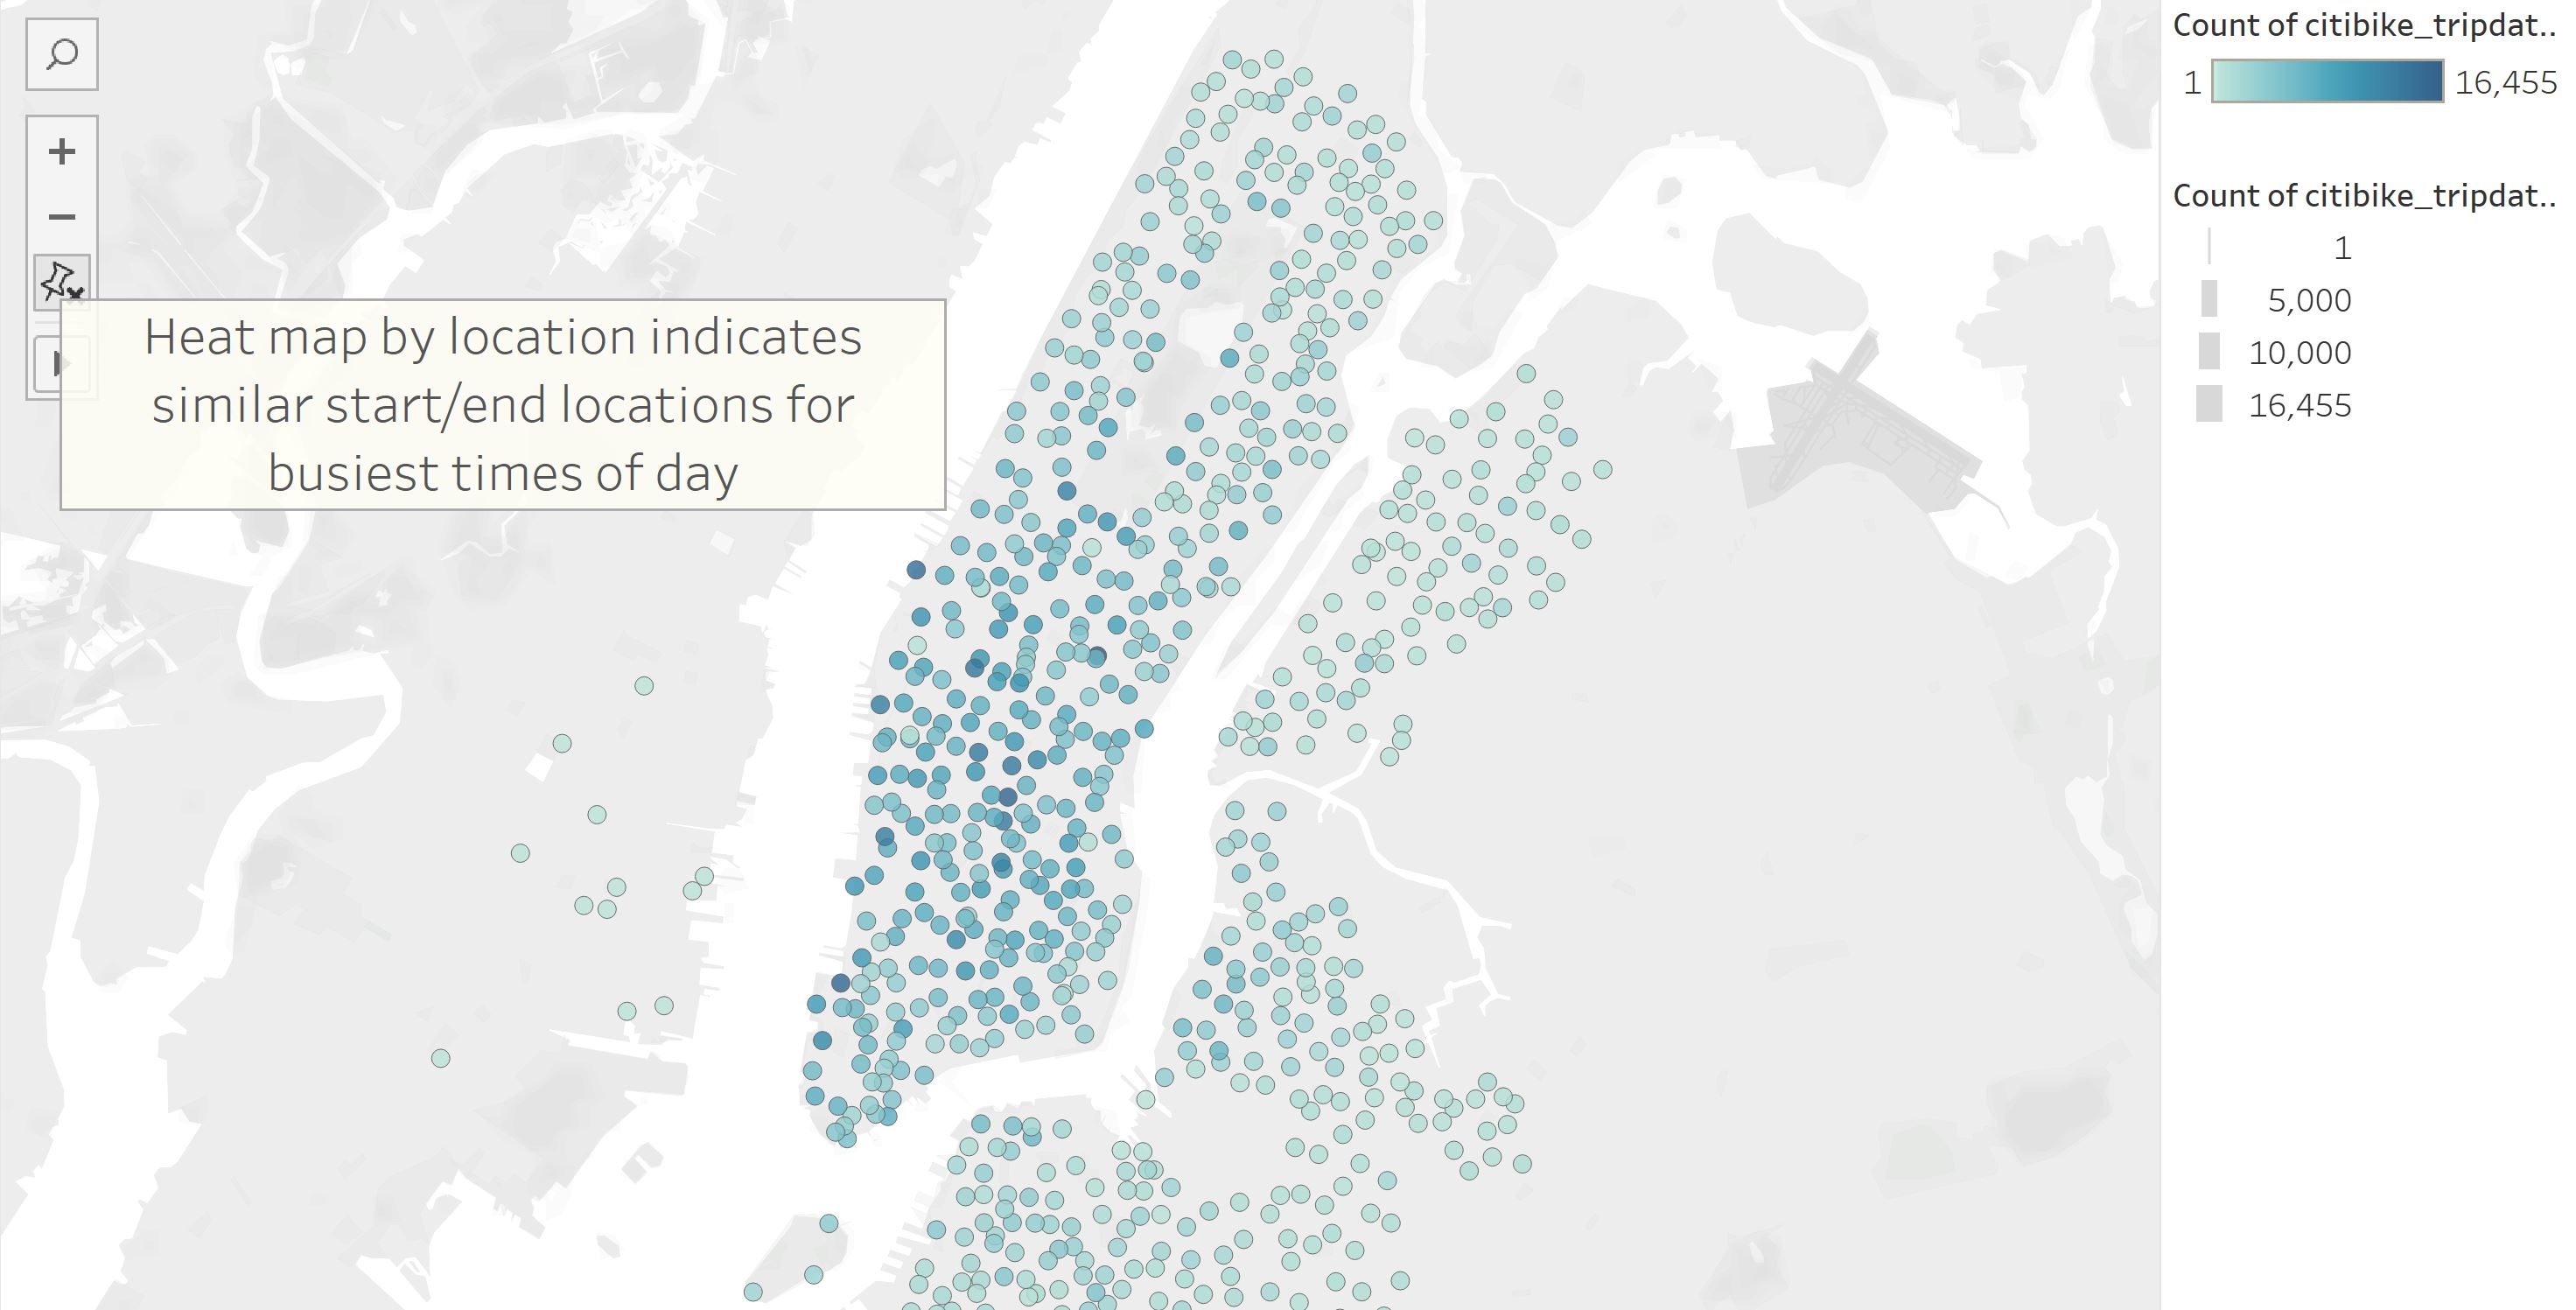 Count of citibike_tripdat..
1 16,455
Count of citibike_tripdat..
1
5,000
10,000
16,455
Heat map by location indicates
similar start/end locations for
busiest times of day